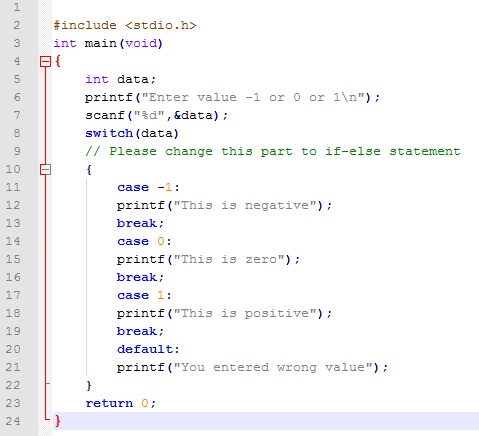 1
2 #include <stdio.h>
3 int main(void)
4 {
5 int data;
6 printf("Enter value -1 or 0 or 1\n");
7 scanf("%d",&data);
8 switch(data)
9 // Please change this part to if-else statement
10 {
11 case -1:
12 printf("This is negative");
13 break;
14 case 0:
15 printf("This is zero");
16 break;
17 case 1:
18 printf("This is positive");
19 break;
20 default:
21 printf("You entered wrong value");
22 }
23 return 0;
24 }